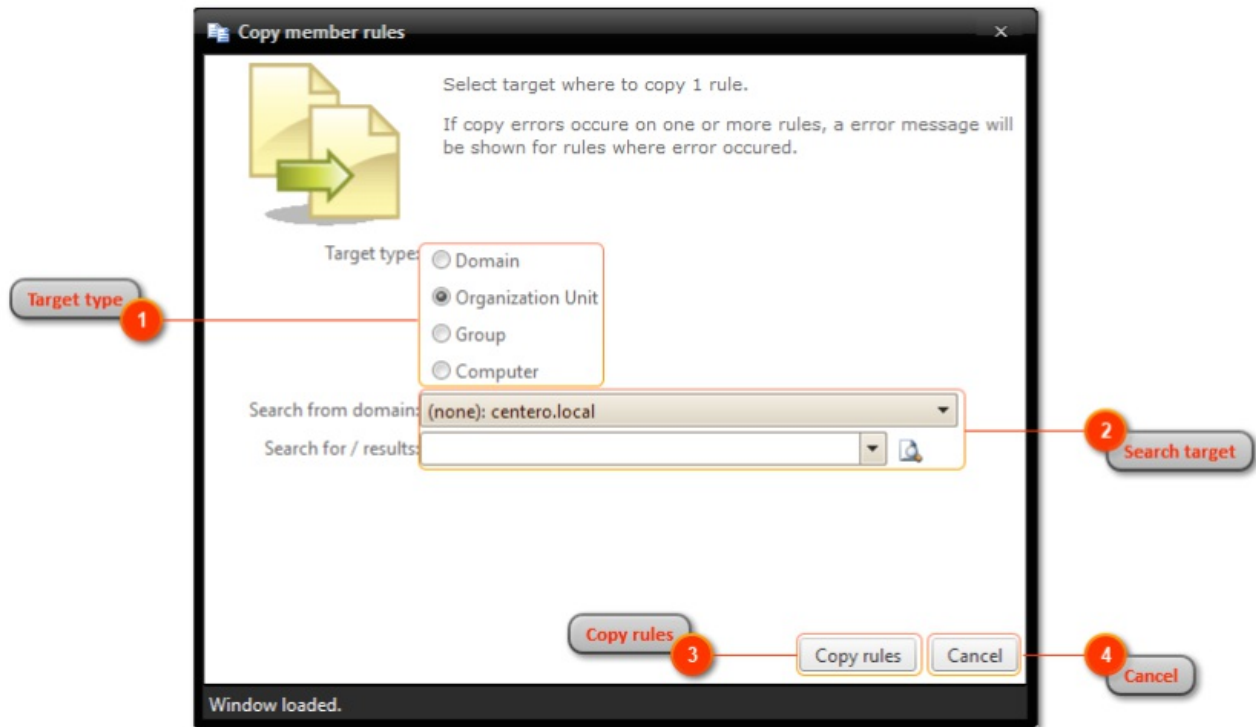 Copy member rules
Select target where to copy 1 rule.
If copy errors occure on one or more rules, a error message will
be shown for rules where error occured.
Target type:
Domain
Organization Unit
Group
Computer
Target type
1
Search from domain:
(none): centero.local
Search for / results:
2
Search target
Copy rules
3
Copy rules
Cancel
4
Cancel
Window loaded.